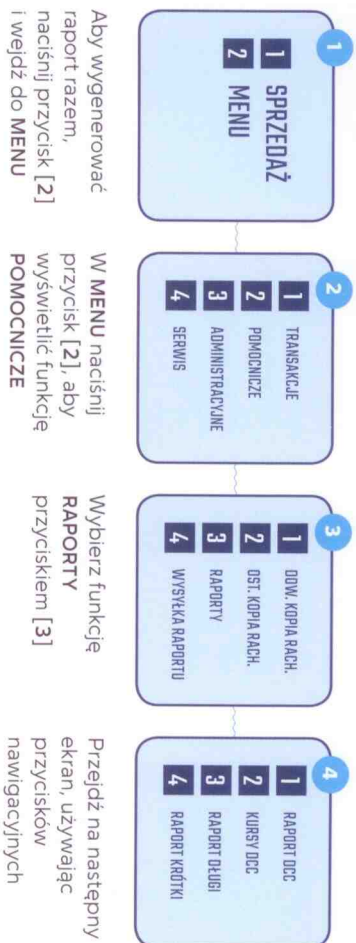 1
1 SPRZEDAŻ
2 MENU
Aby wygenerować
raport razem,
naciśnij przycisk [2]
i wejdź do MENU
2
1 TRANSAKCJE
2 POMOCNICZE
3 ADMINISTRACYJNE
4 SERWIS
W MENU naciśnij
przycisk [2], aby
wyświetlić funkcję
POMOCNICZE
3
1 DOW. KOPIA RACH.
2 OST. KOPIA RACH.
3 RAPORTY
4 WYSYŁKA RAPORTU
Wybierz funkcję
RAPORTY
przyciskiem [3]
4
1 RAPORT DCC
2 KURSY DCC
3 RAPORT DŁUGI
4 RAPORT KRÓTKI
Przejdź na następny
ekran, używając
przycisków
nawigacyjnych